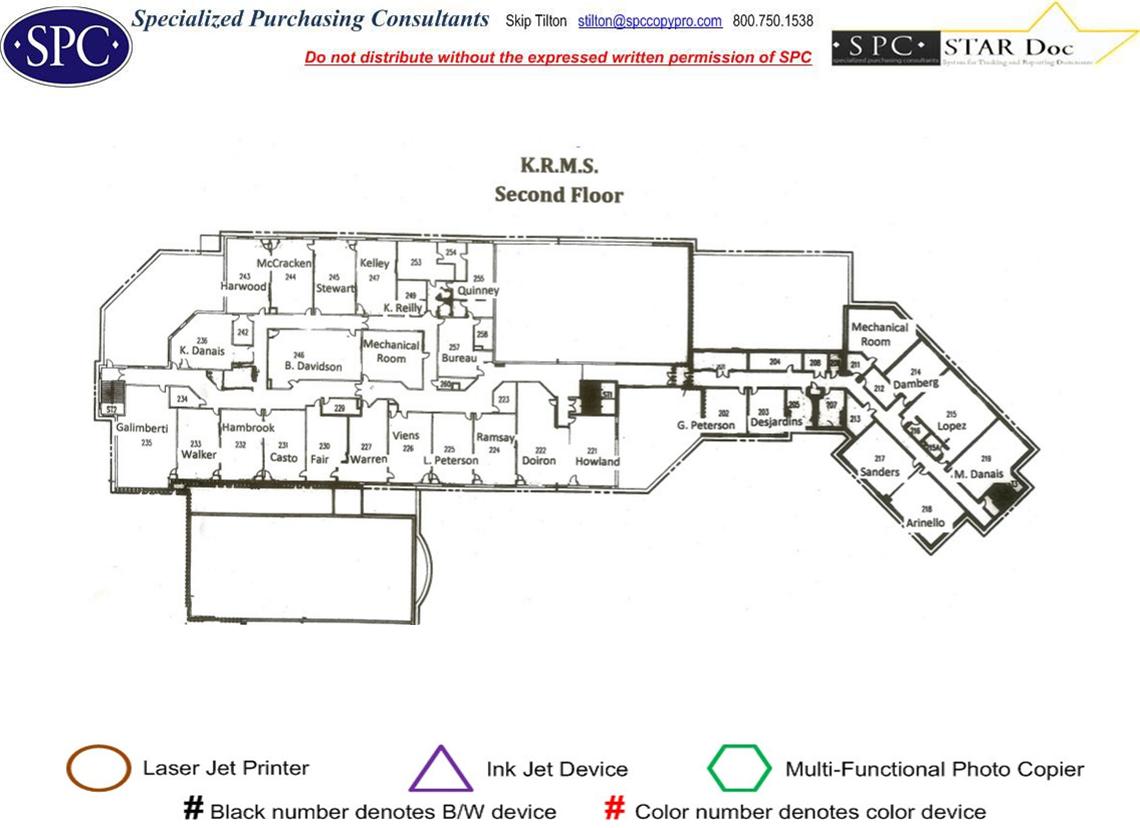 Specialized Purchasing Consultants Skip Tilton stilton@spccopypro.com 800.750.1538
·SPC·
Do not distribute without the expressed written permission of SPC
·SPC· STAR Doc
specialized purchasing consultants System for Tracking and Reporting Documents
K.R.M.S.
Second Floor
McCracken
244
243
Harwood
245
Stewart
Kelley
247
253
254
255
Quinney
249
K. Reilly
236
K. Danais
242
246
B. Davidson
Mechanical
Room
257
Bureau
258
260
Mechanical
Room
204
208
211
214
Damberg
212
215
Lopez
ST2
234
229
223
ST1
202
G. Peterson
203
Desjardins
205
207
213
216
Galimberti
235
233
Walker
Hambrook
232
231
Casto
230
Fair
227
Warren
Viens
226
225
L. Peterson
Ramsay
224
222
Doiron
221
Howland
217
Sanders
219
M. Danais
218
Arinello
Laser Jet Printer
Ink Jet Device
Multi-Functional Photo Copier
# Black number denotes B/W device
# Color number denotes color device